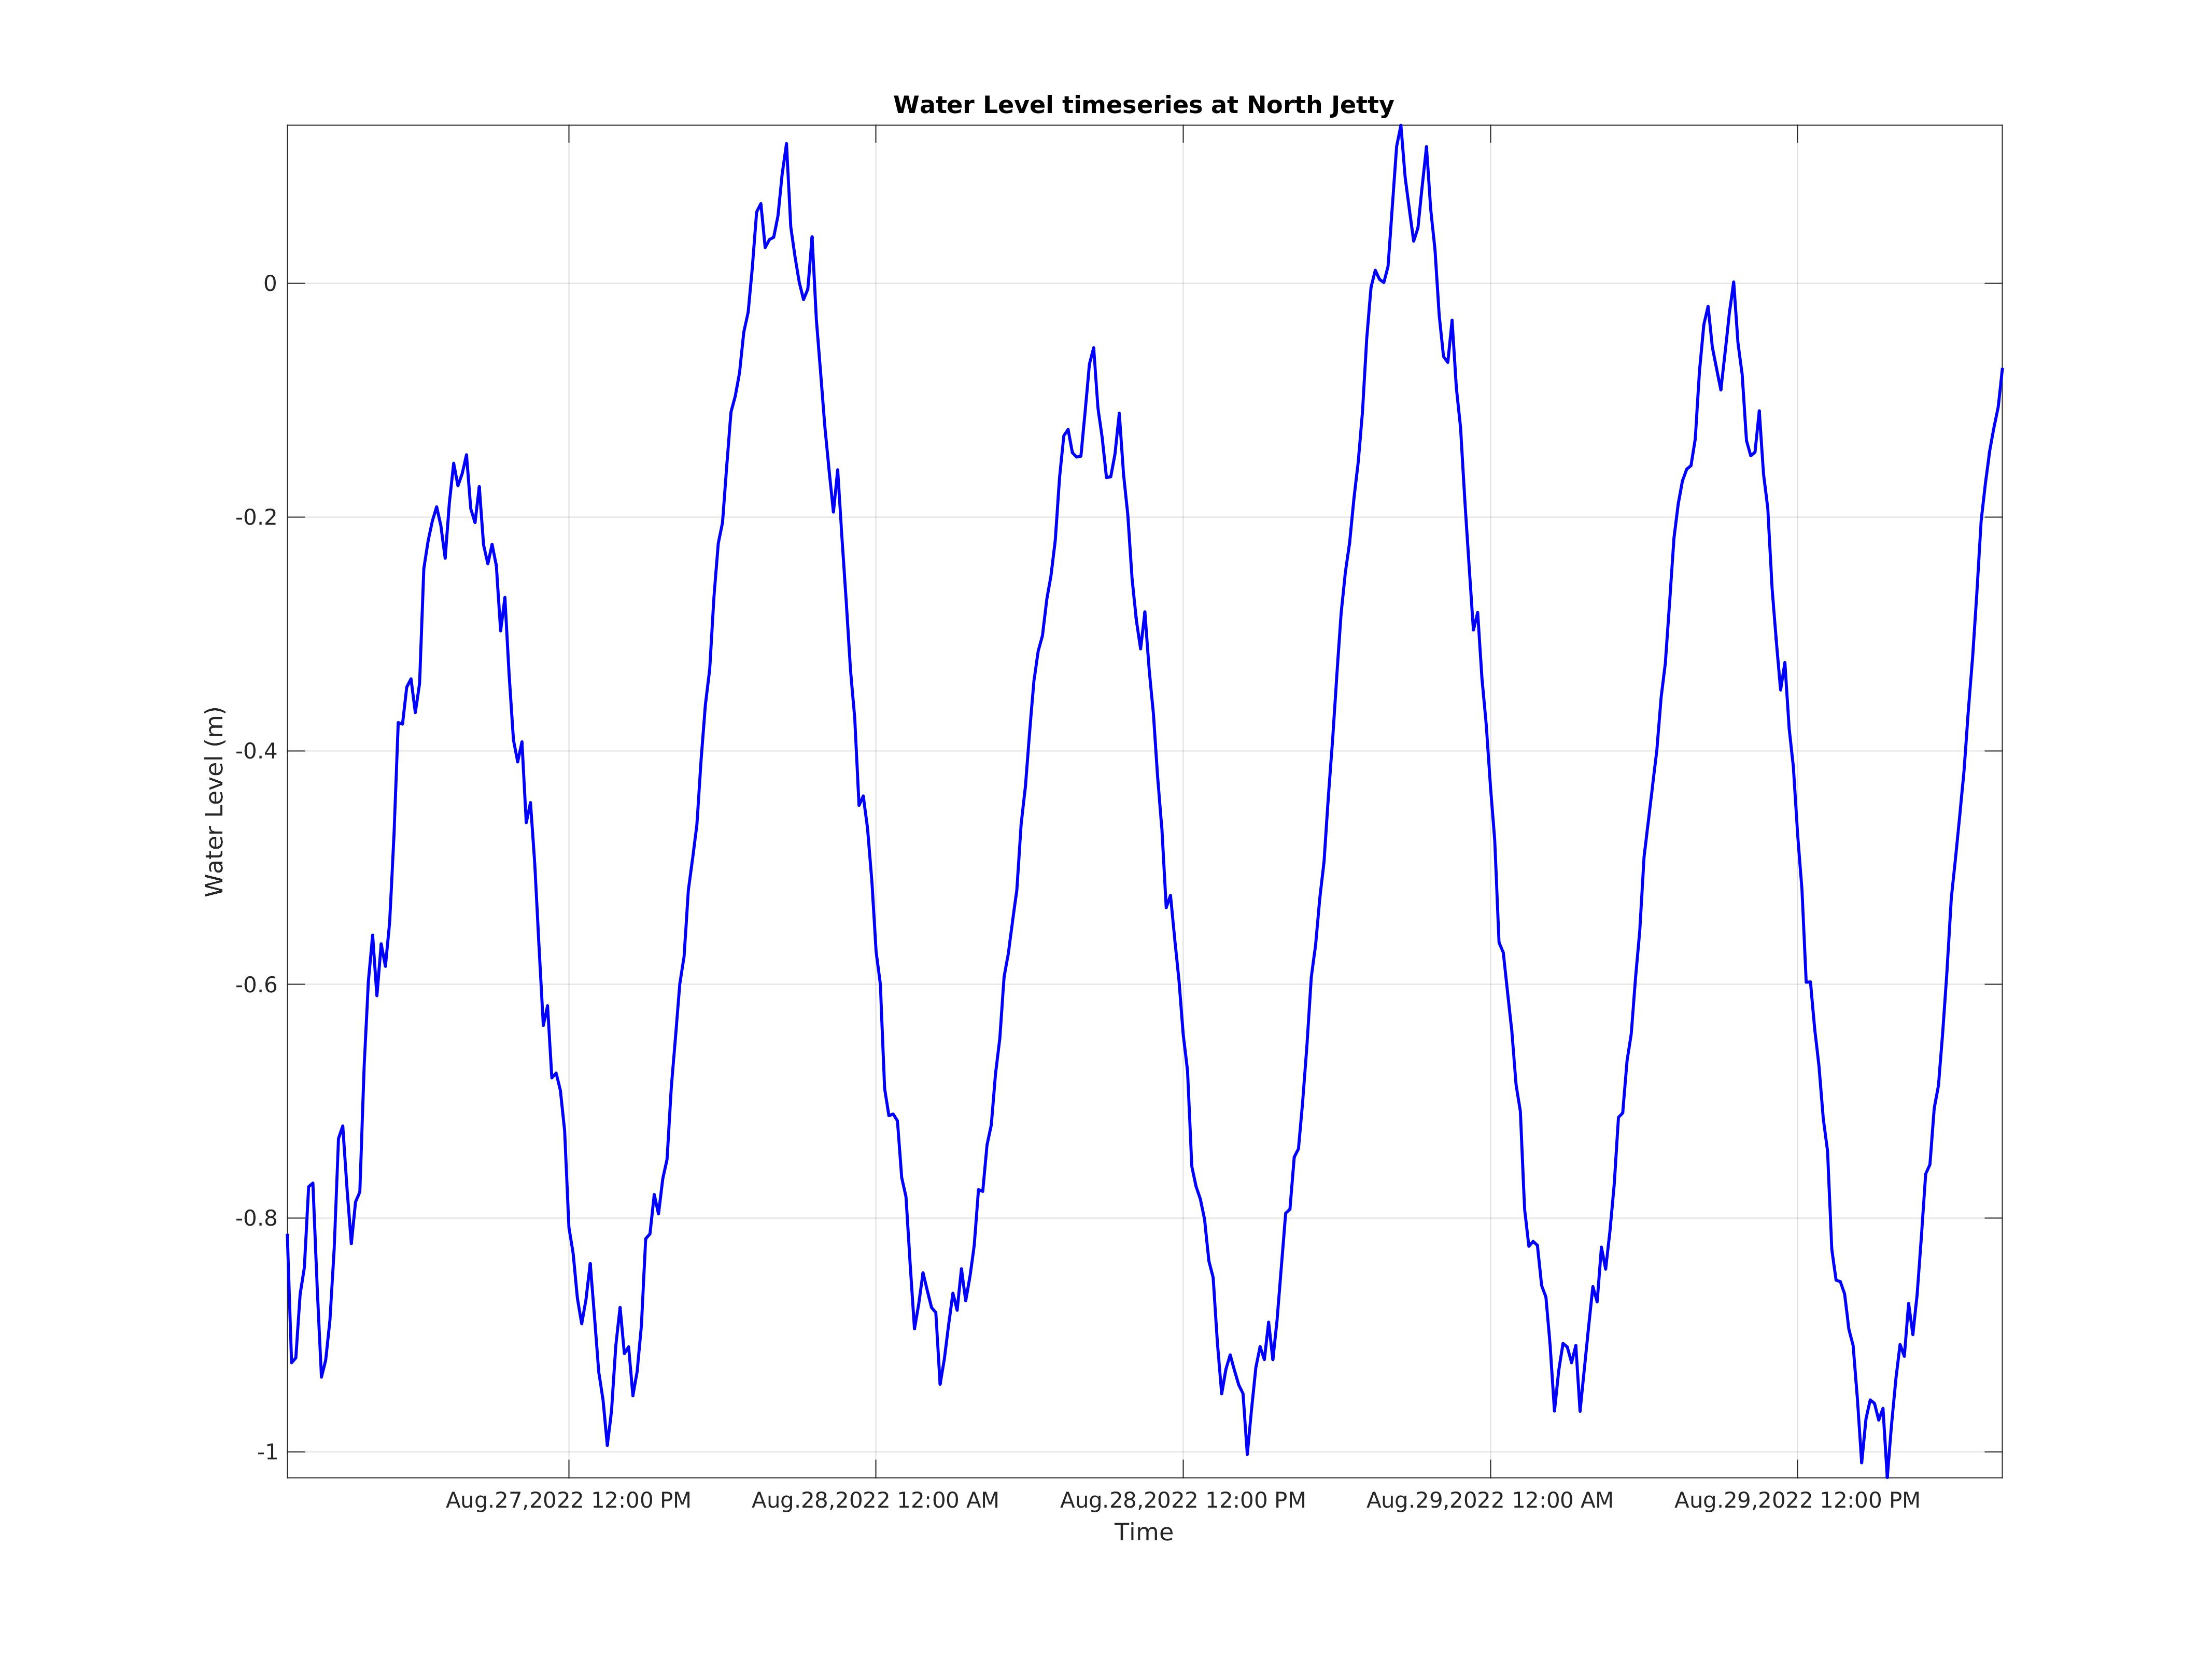 Water Level timeseries at North Jetty
0
-0.2
-0.4
-0.6
-0.8
-1
Water Level (m)
Aug.27,2022 12:00 PM
Aug.28,2022 12:00 AM
Aug.28,2022 12:00 PM
Aug.29,2022 12:00 AM
Aug.29,2022 12:00 PM
Time